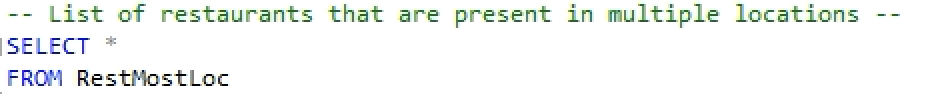 -- List of restaurants that are present in multiple locations --
SELECT *
FROM RestMostLoc